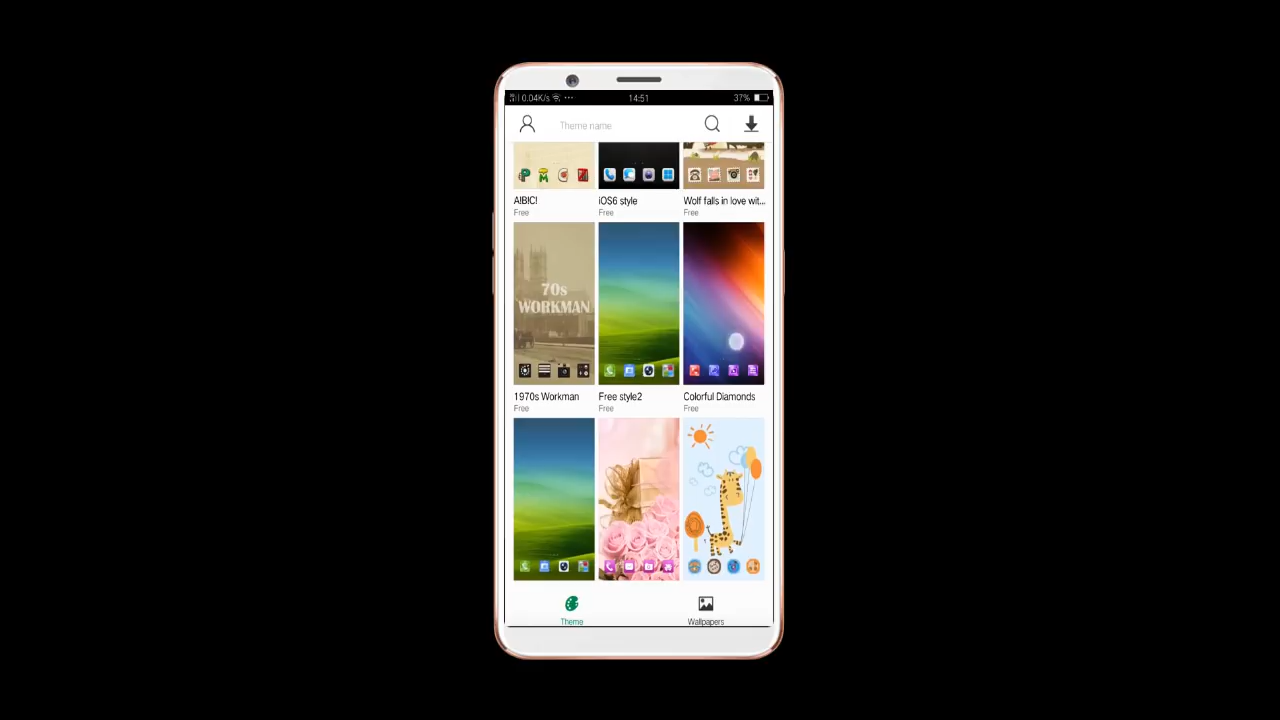 0.04K/s 14:51 37%
Theme name
A!B!C! iOS6 style Wolf falls in love wit...
Free Free Free
70s
WORKMAN
1970s Workman Free style2 Colorful Diamonds
Free Free Free
Theme Wallpapers